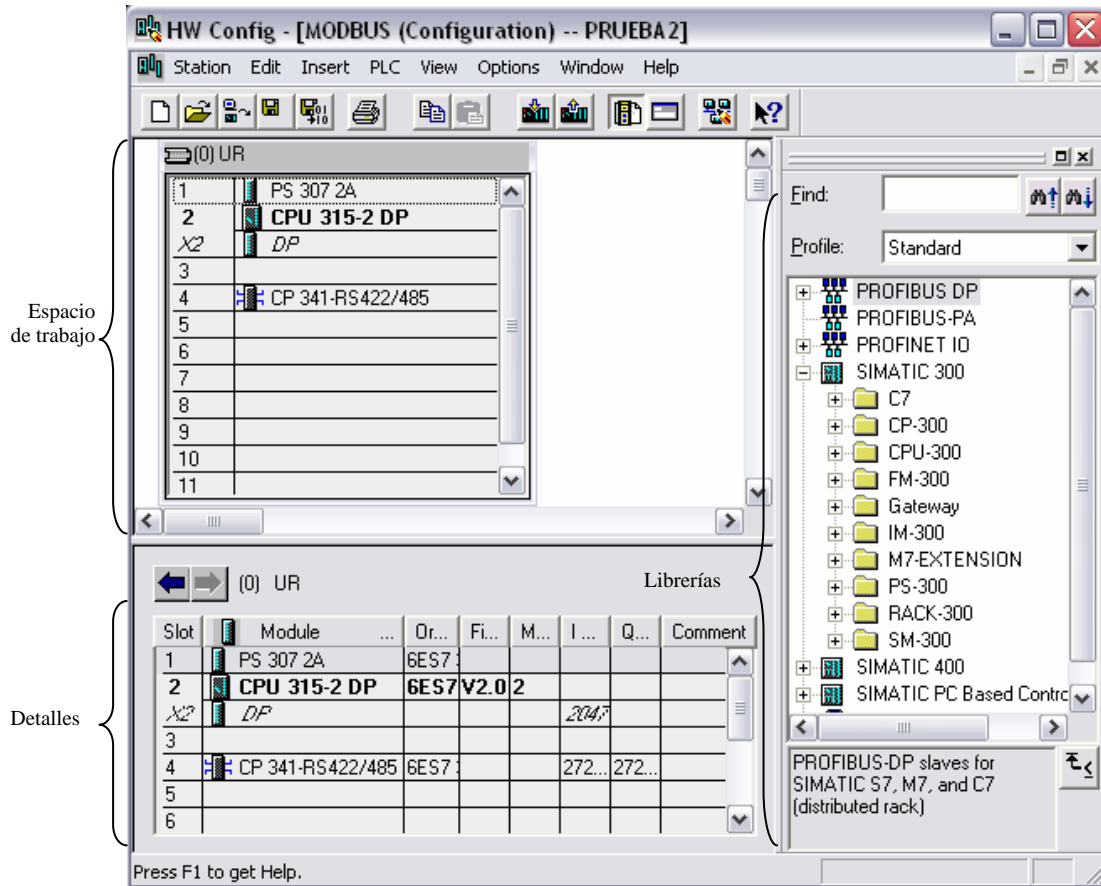 HW Config - [MODBUS (Configuration) -- PRUEBA2]
Station Edit Insert PLC View Options Window Help
(0) UR
1 PS 307 2A
2 CPU 315-2 DP
X2 DP
3
4 CP 341-RS422/485
5
6
7
8
9
10
11
Espacio
de trabajo
Find:
Profile: Standard
PROFIBUS DP
PROFIBUS-PA
PROFINET IO
SIMATIC 300
C7
CP-300
CPU-300
FM-300
Gateway
IM-300
M7-EXTENSION
PS-300
RACK-300
SM-300
SIMATIC 400
SIMATIC PC Based Contro
Librerías
PROFIBUS-DP slaves for
SIMATIC S7, M7, and C7
(distributed rack)
(0) UR
Slot Module ... Or... Fi... M... I ... Q... Comment
1 PS 307 2A 6ES7
2 CPU 315-2 DP 6ES7 V2.0 2
X2 DP 2047
3
4 CP 341-RS422/485 6ES7 272... 272...
5
6
Detalles
Press F1 to get Help.